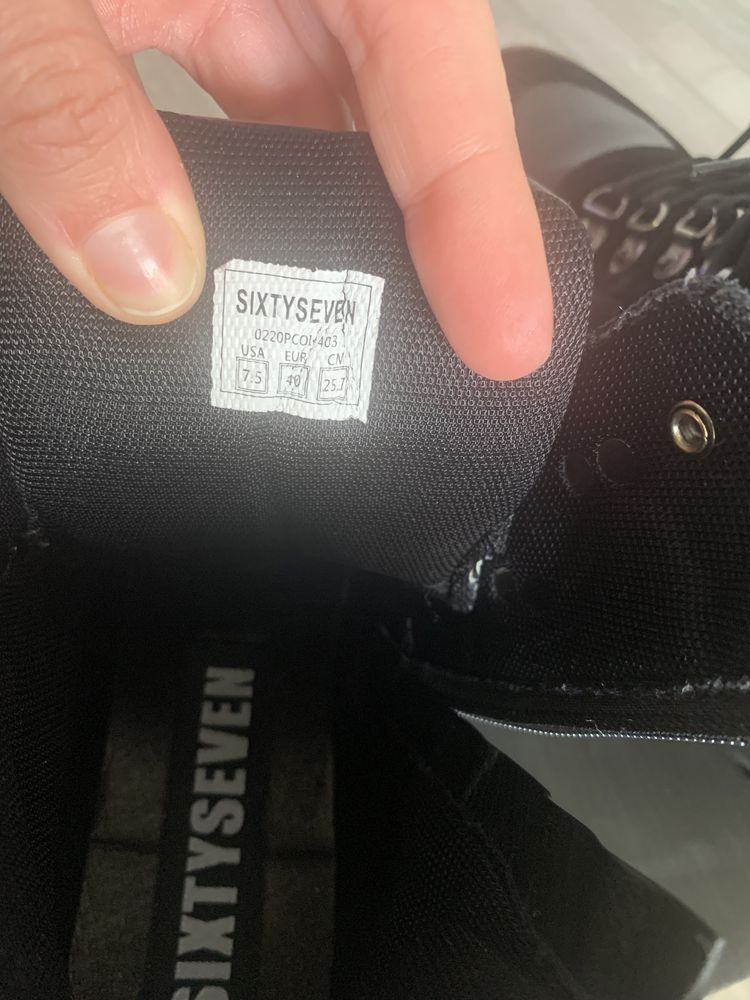 SIXTYSEVEN
0220PCOI-403
USA EUR CN
7.5 40 25.7
SIXTYSEVEN